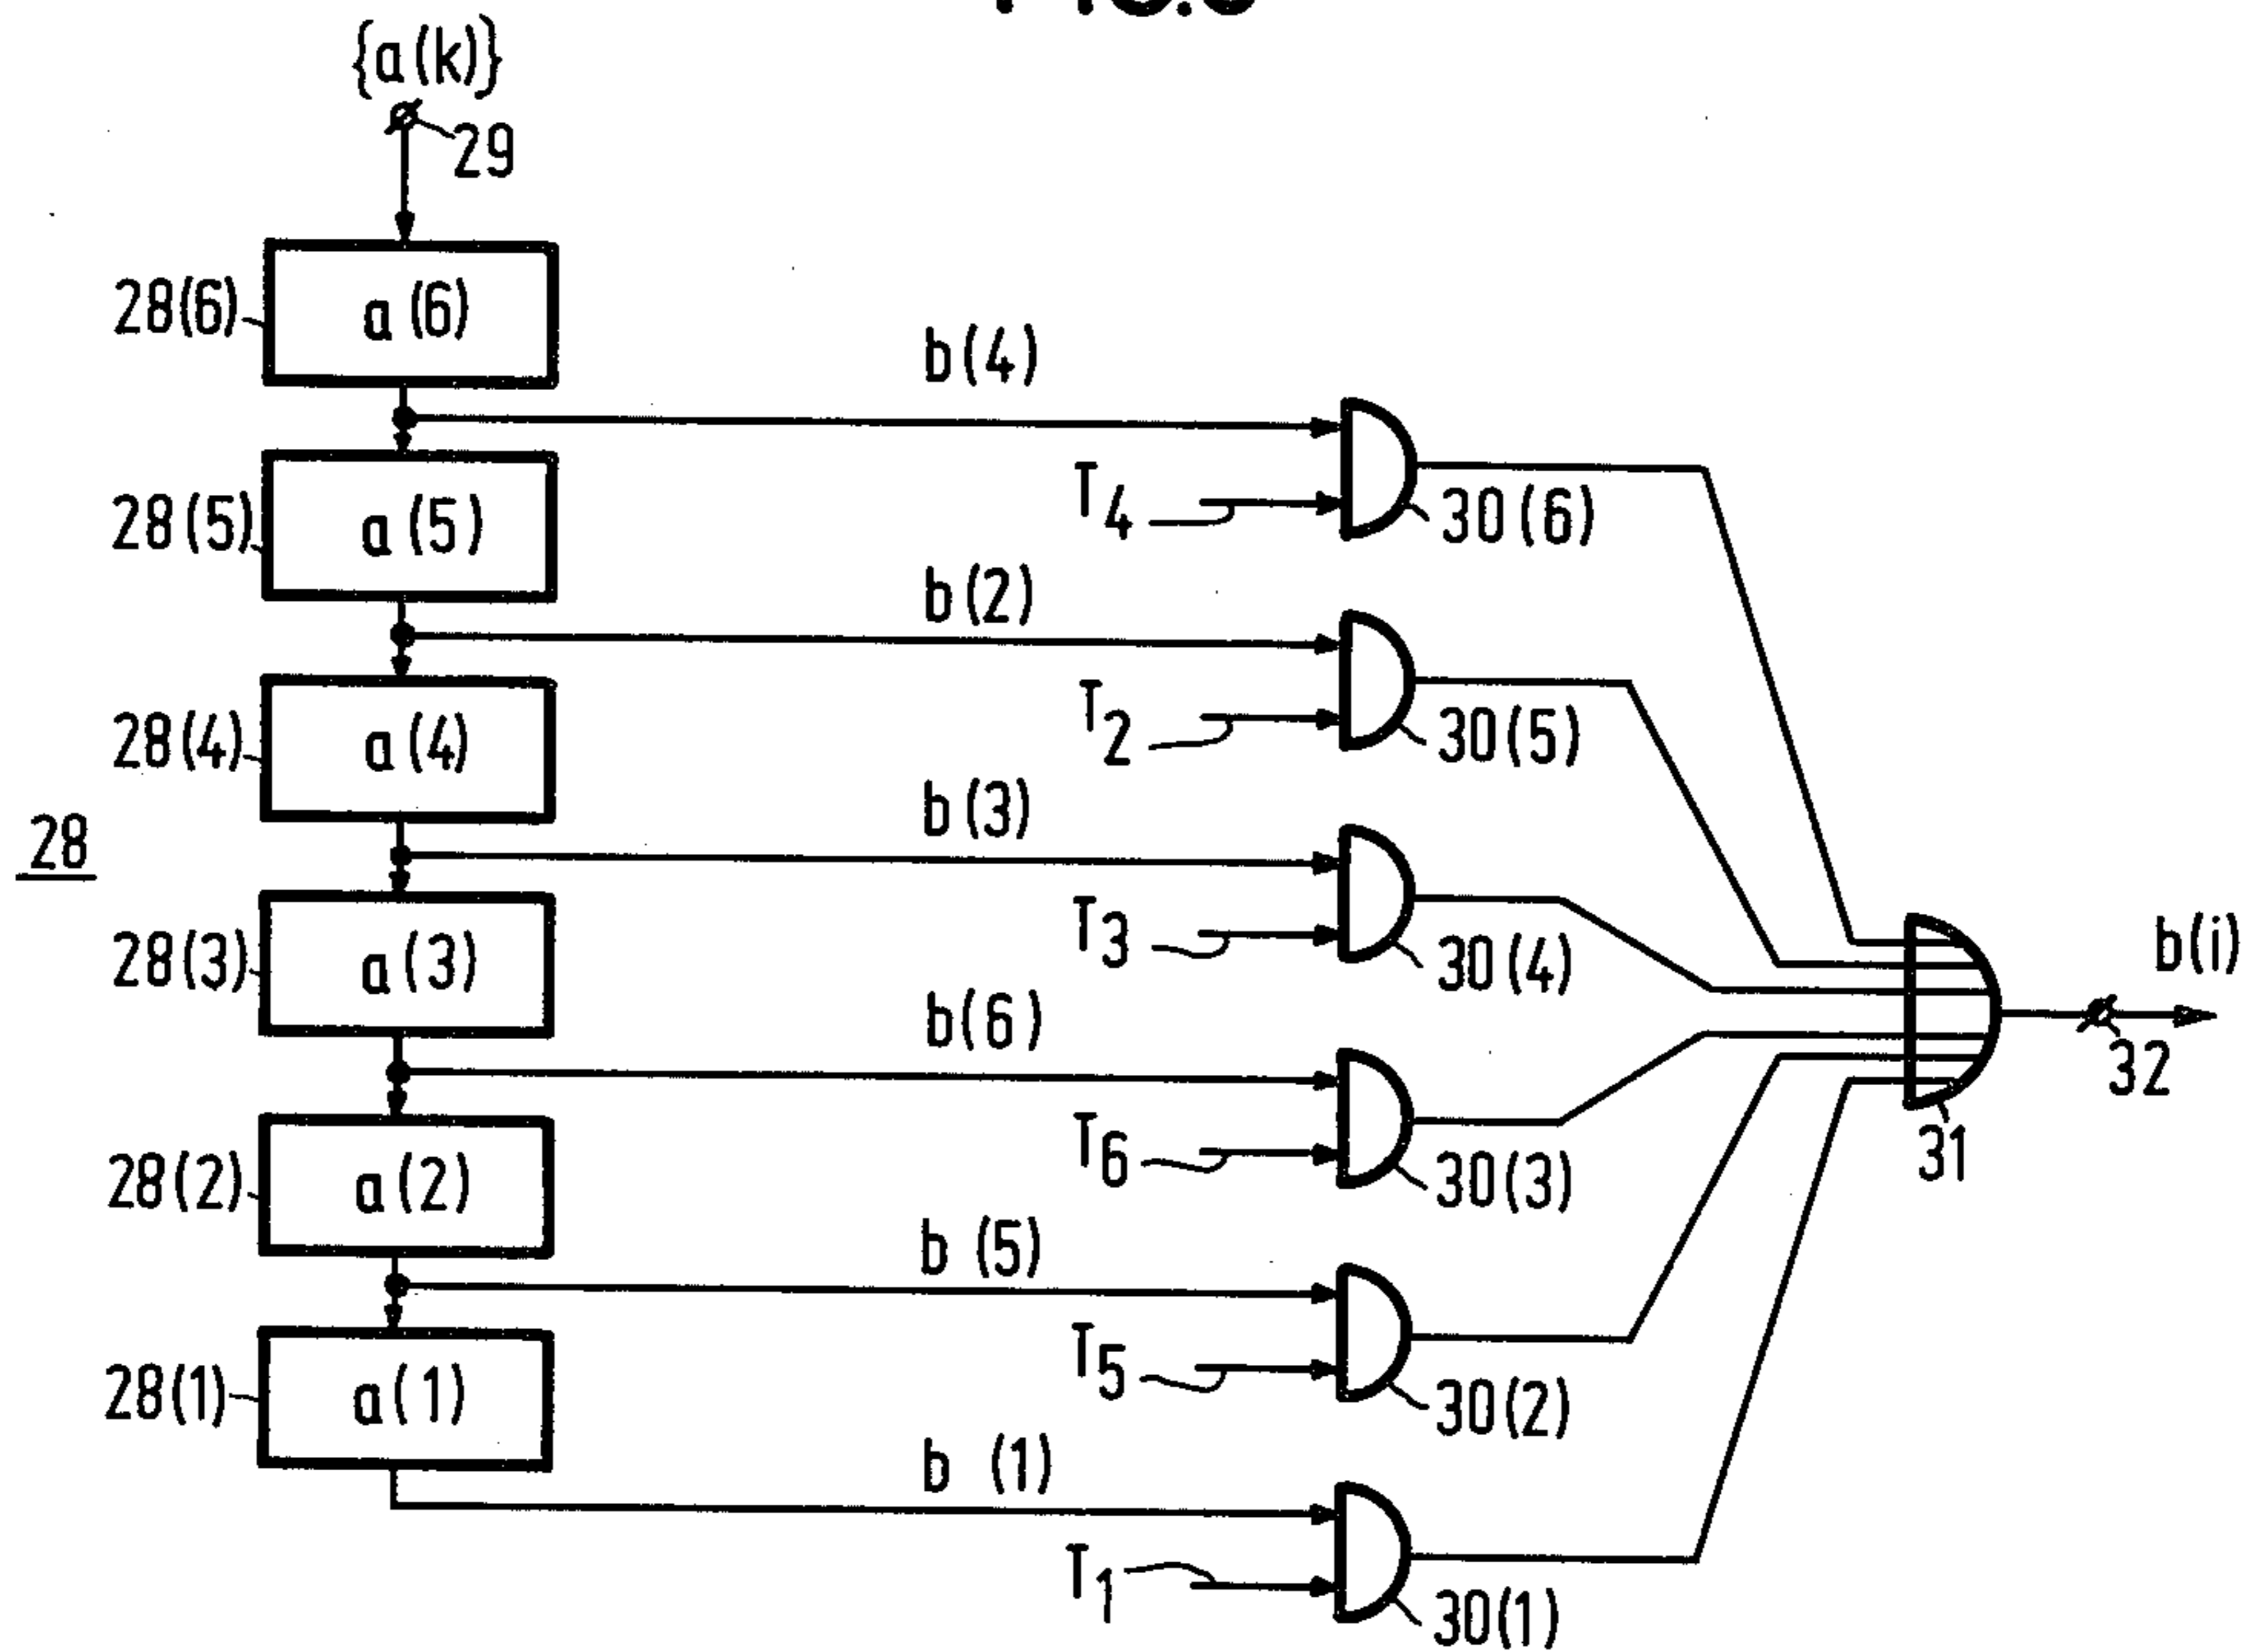 {a(k)}
29
28(6)
a(6)
b(4)
T4
30(6)
28(5)
a(5)
b(2)
T2
30(5)
28(4)
a(4)
b(3)
T3
30(4)
28
28(3)
a(3)
b(6)
T6
30(3)
b(i)
32
31
28(2)
a(2)
b(5)
T5
30(2)
28(1)
a(1)
b(1)
T1
30(1)